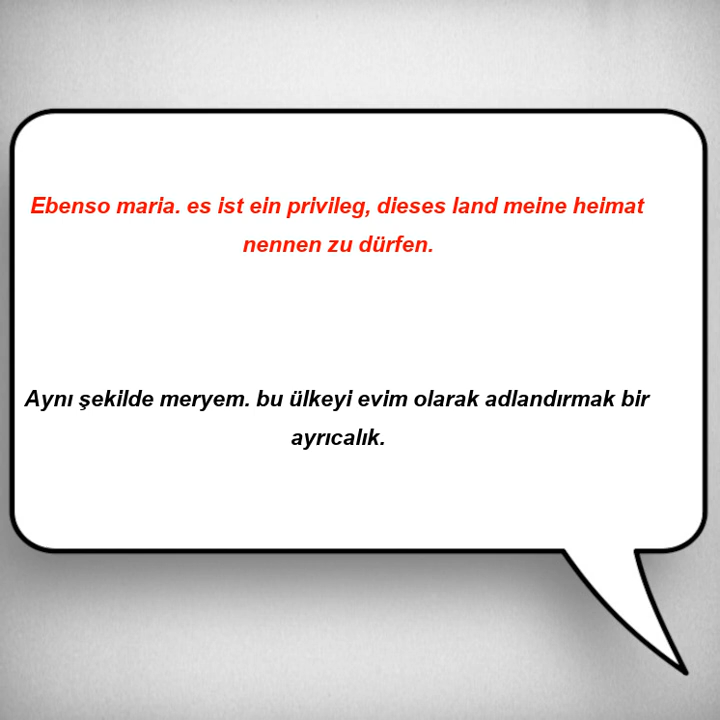 Ebenso maria. es ist ein privileg, dieses land meine heimat
nennen zu dürfen.
Aynı şekilde meryem. bu ülkeyi evim olarak adlandırmak bir
ayrıcalık.